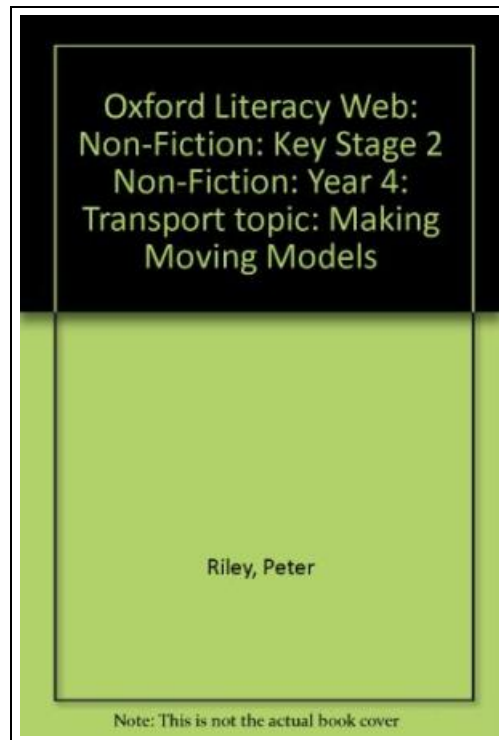 Oxford Literacy Web:
Non-Fiction: Key Stage 2
Non-Fiction: Year 4:
Transport topic: Making
Moving Models
Riley, Peter
Note: This is not the actual book cover